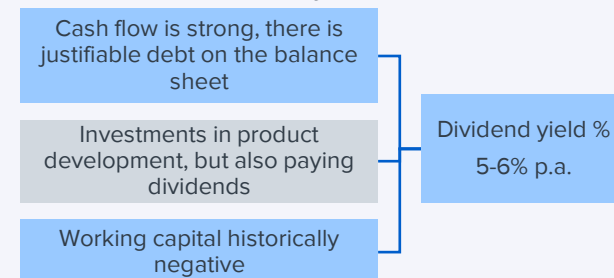 Cash flow is strong, there is
justifiable debt on the balance
sheet
Investments in product
development, but also paying
dividends
Working capital historically
negative
Dividend yield %
5-6% p.a.